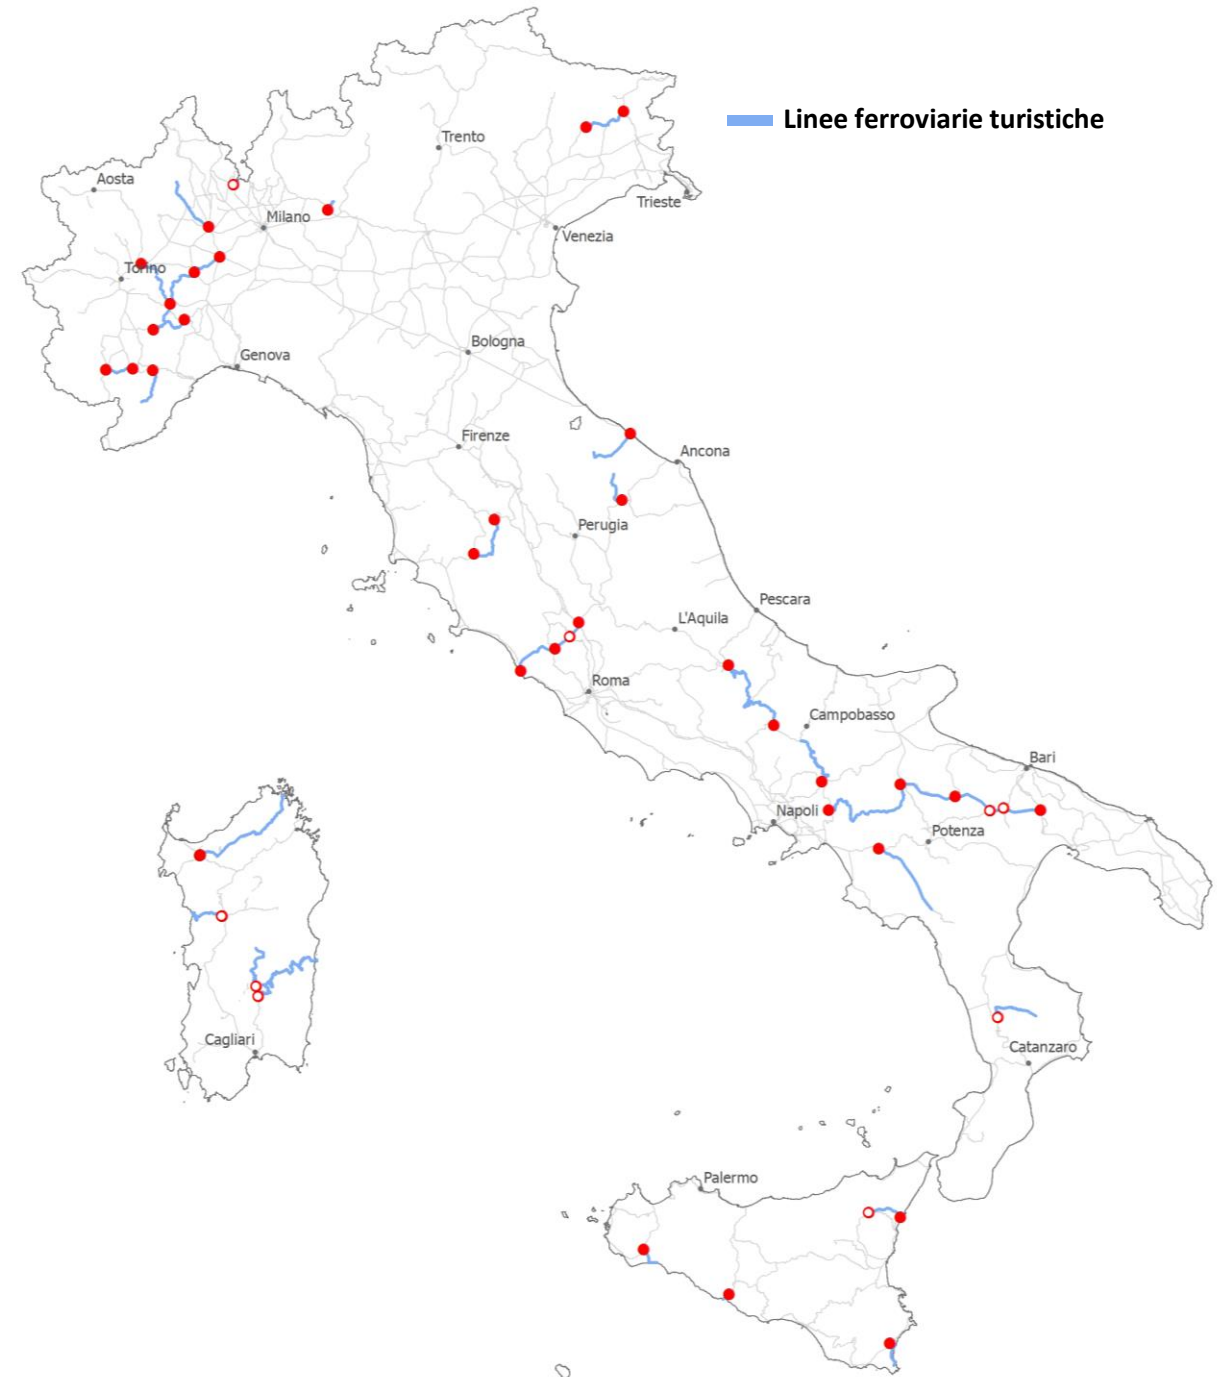 Linee ferroviarie turistiche
Trento
Aosta
Trieste
Milano
Venezia
Torino
Bologna
Genova
Firenze
Ancona
Perugia
Pescara
L'Aquila
Roma
Campobasso
Bari
Napoli
Potenza
Cagliari
Catanzaro
Palermo